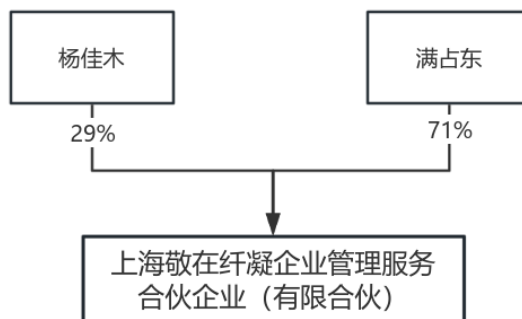 杨佳木
满占东
29%
71%
上海敬在纤凝企业管理服务
合伙企业（有限合伙）